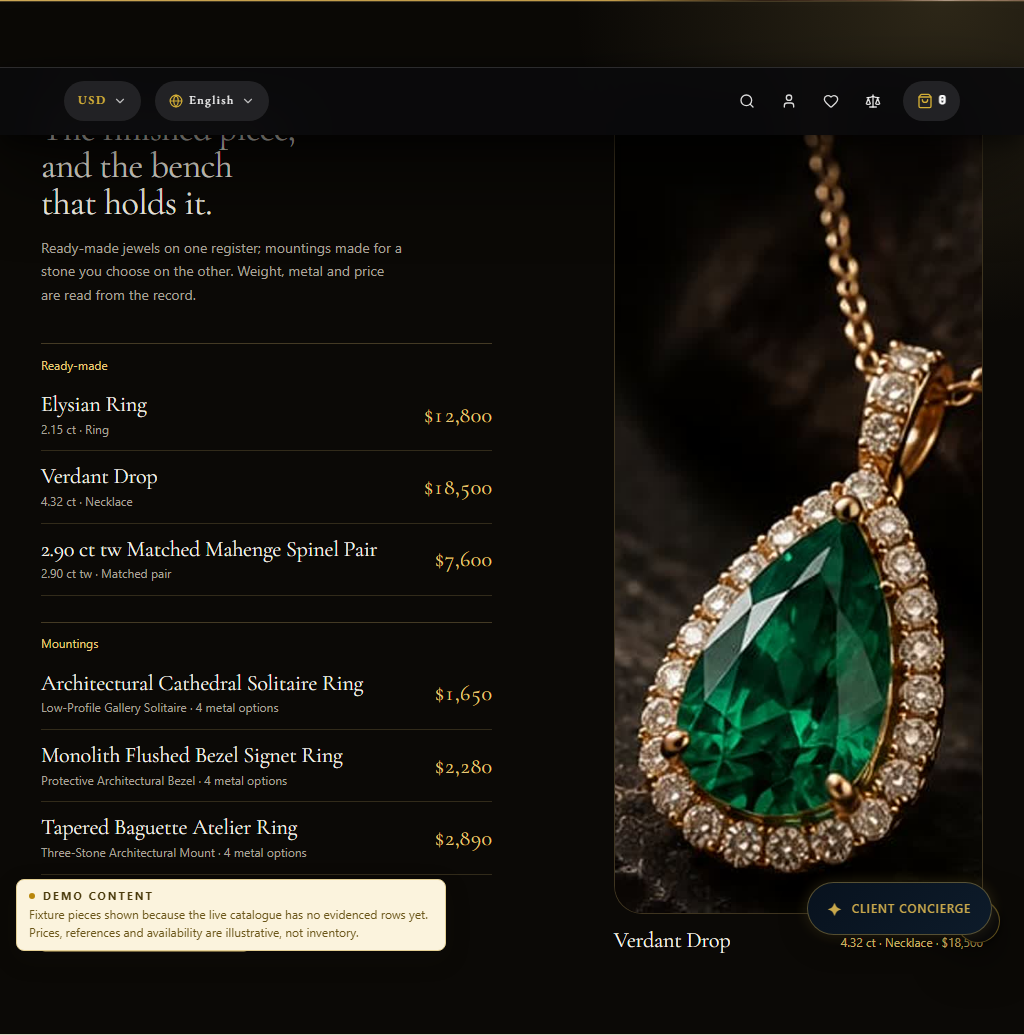 USD
English
0
The finished piece,
and the bench
that holds it.
Ready-made jewels on one register; mountings made for a
stone you choose on the other. Weight, metal and price
are read from the record.
Ready-made
Elysian Ring
$12,800
2.15 ct · Ring
Verdant Drop
$18,500
4.32 ct · Necklace
2.90 ct tw Matched Mahenge Spinel Pair
$7,600
2.90 ct tw · Matched pair
Mountings
Architectural Cathedral Solitaire Ring
$1,650
Low-Profile Gallery Solitaire · 4 metal options
Monolith Flushed Bezel Signet Ring
$2,280
Protective Architectural Bezel · 4 metal options
Tapered Baguette Atelier Ring
$2,890
Three-Stone Architectural Mount · 4 metal options
DEMO CONTENT
Fixture pieces shown because the live catalogue has no evidenced rows yet.
Prices, references and availability are illustrative, not inventory.
CLIENT CONCIERGE
Verdant Drop
4.32 ct · Necklace · $18,500